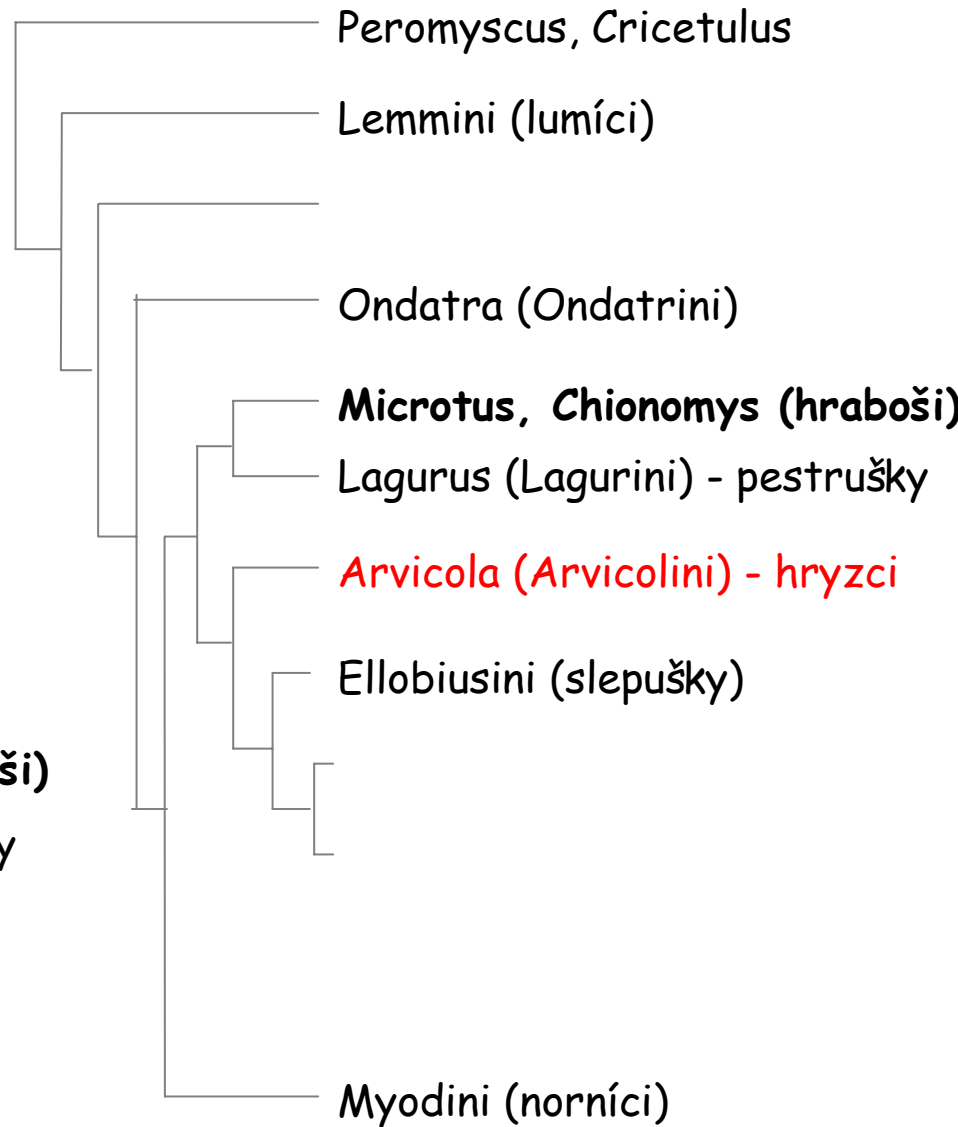 Peromyscus, Cricetulus
Lemmini (lumíci)
Ondatra (Ondatrini)
Microtus, Chionomys (hraboši)
Lagurus (Lagurini) - pestrušky
Arvicola (Arvicolini) - hryzci
Ellobiusini (slepušky)
ši)
y
Myodini (norníci)